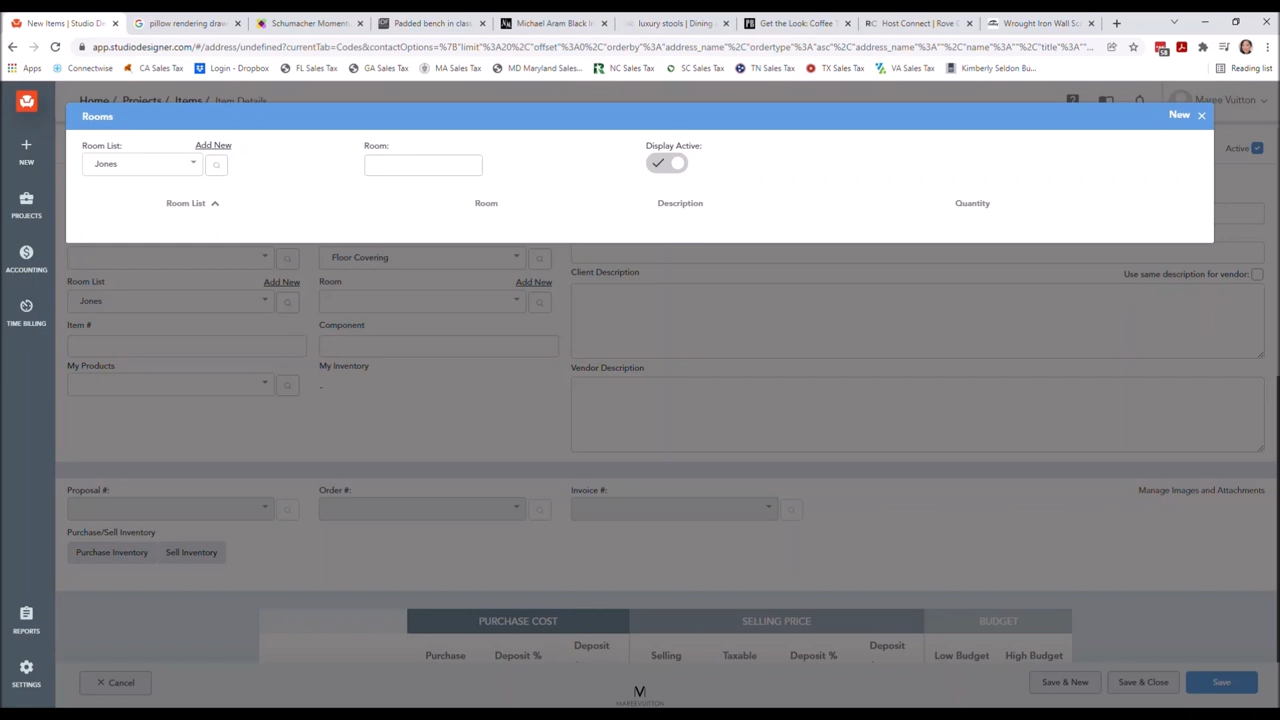 New Items | Studio De
pillow rendering draw
Schumacher Moment
Padded bench in class
Michael Aram Black In
luxury stools | Dining
Get the Look: Coffee T
Host Connect | Rove C
Wrought Iron Wall Sc
app.studiodesigner.com/#/address/undefined?currentTab=Codes&contactOptions=%7B"limit"%3A20%2C"offset"%3A0%2C"orderby"%3A"address_name"%2C"ordertype"%3A"asc"%2C"address_name"%3A""%2C"name"%3A""%2C"title"%3A"...
Apps
Connectwise
CA Sales Tax
Login - Dropbox
FL Sales Tax
GA Sales Tax
MA Sales Tax
MD Maryland Sales...
NC Sales Tax
SC Sales Tax
TN Sales Tax
TX Sales Tax
VA Sales Tax
Kimberly Seldon Bu...
Reading list
Home / Projects / Items / Item Details
Maree Vuitton
Rooms
New
NEW
PROJECTS
ACCOUNTING
TIME BILLING
REPORTS
SETTINGS
Room List:
Add New
Room:
Display Active:
Active
Jones
Room List
Room
Description
Quantity
Floor Covering
Client Description
Use same description for vendor:
Room List
Add New
Room
Add New
Jones
Item #
Component
My Products
My Inventory
-
Vendor Description
Proposal #:
Order #:
Invoice #:
Manage Images and Attachments
Purchase/Sell Inventory
Purchase Inventory
Sell Inventory
PURCHASE COST
SELLING PRICE
BUDGET
Purchase
Deposit %
Deposit
Selling
Taxable
Deposit %
Deposit
Low Budget
High Budget
Cancel
Save & New
Save & Close
Save
M
MAREEVUITTON